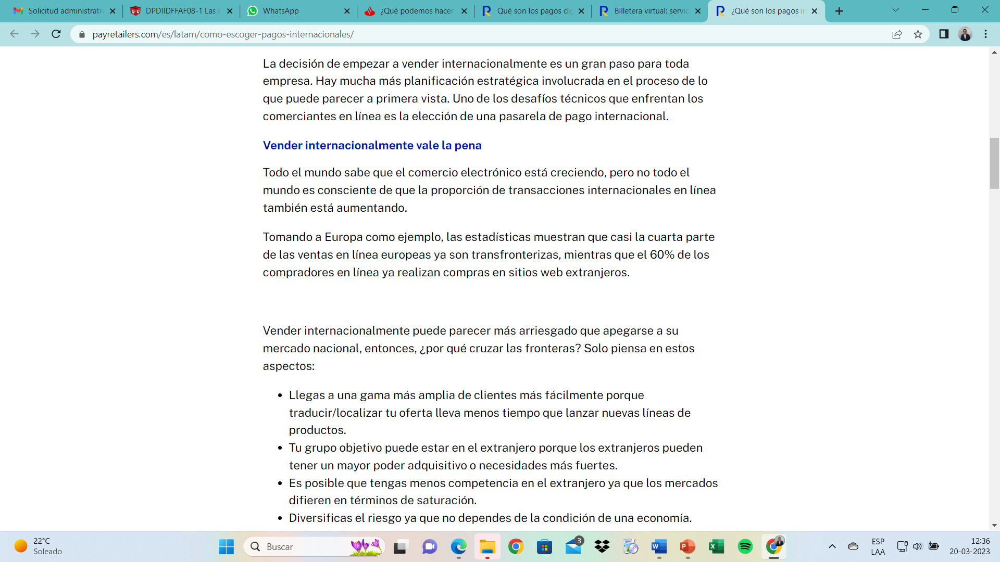 Solicitud administrativ
DPDIIDFFAF08-1 Las F
WhatsApp
¿Qué podemos hacer
Qué son los pagos dig
Billetera virtual: servic
¿Qué son los pagos in
payretailers.com/es/latam/como-escoger-pagos-internacionales/
La decisión de empezar a vender internacionalmente es un gran paso para toda
empresa. Hay mucha más planificación estratégica involucrada en el proceso de lo
que puede parecer a primera vista. Uno de los desafíos técnicos que enfrentan los
comerciantes en línea es la elección de una pasarela de pago internacional.
Vender internacionalmente vale la pena
Todo el mundo sabe que el comercio electrónico está creciendo, pero no todo el
mundo es consciente de que la proporción de transacciones internacionales en línea
también está aumentando.
Tomando a Europa como ejemplo, las estadísticas muestran que casi la cuarta parte
de las ventas en línea europeas ya son transfronterizas, mientras que el 60% de los
compradores en línea ya realizan compras en sitios web extranjeros.
Vender internacionalmente puede parecer más arriesgado que apegarse a su
mercado nacional, entonces, ¿por qué cruzar las fronteras? Solo piensa en estos
aspectos:
• Llegas a una gama más amplia de clientes más fácilmente porque
traducir/localizar tu oferta lleva menos tiempo que lanzar nuevas líneas de
productos.
• Tu grupo objetivo puede estar en el extranjero porque los extranjeros pueden
tener un mayor poder adquisitivo o necesidades más fuertes.
• Es posible que tengas menos competencia en el extranjero ya que los mercados
difieren en términos de saturación.
• Diversificas el riesgo ya que no dependes de la condición de una economía.
22°C
Soleado
Buscar
3
ESP
LAA
12:36
20-03-2023